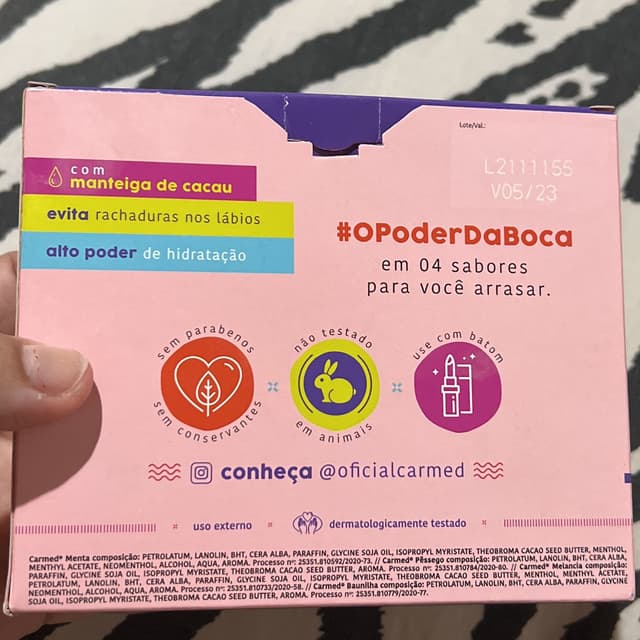 Lote/Val.:
L2111155
V05/23
com
manteiga de cacau
evita rachaduras nos lábios
alto poder de hidratação
#OPoderDaBoca
em 04 sabores
para você arrasar.
sem parabenos
sem conservantes
não testado
em animais
use com batom
conheça @oficialcarmed
uso externo
dermatologicamente testado
Carmed® Menta composição: PETROLATUM, LANOLIN, BHT, CERA ALBA, PARAFFIN, GLYCINE SOJA OIL, ISOPROPYL MYRISTATE, THEOBROMA CACAO SEED BUTTER, MENTHOL,
MENTHYL ACETATE, NEOMENTHOL, ALCOHOL, AQUA, AROMA. Processo nº: 25351.810592/2020-73. // Carmed® Pêssego composição: PETROLATUM, LANOLIN, BHT, CERA ALBA,
PARAFFIN, GLYCINE SOJA OIL, ISOPROPYL MYRISTATE, THEOBROMA CACAO SEED BUTTER, AROMA. Processo nº: 25351.810784/2020-80. // Carmed® Melancia composição:
PETROLATUM, LANOLIN, BHT, CERA ALBA, PARAFFIN, GLYCINE SOJA OIL, ISOPROPYL MYRISTATE, THEOBROMA CACAO SEED BUTTER, MENTHOL, MENTHYL ACETATE,
NEOMENTHOL, ALCOHOL, AQUA, AROMA. Processo nº: 25351.810733/2020-58. // Carmed® Baunilha composição: PETROLATUM, LANOLIN, BHT, CERA ALBA, PARAFFIN, GLYCINE
SOJA OIL, ISOPROPYL MYRISTATE, THEOBROMA CACAO SEED BUTTER, AROMA. Processo nº: 25351.810779/2020-77.